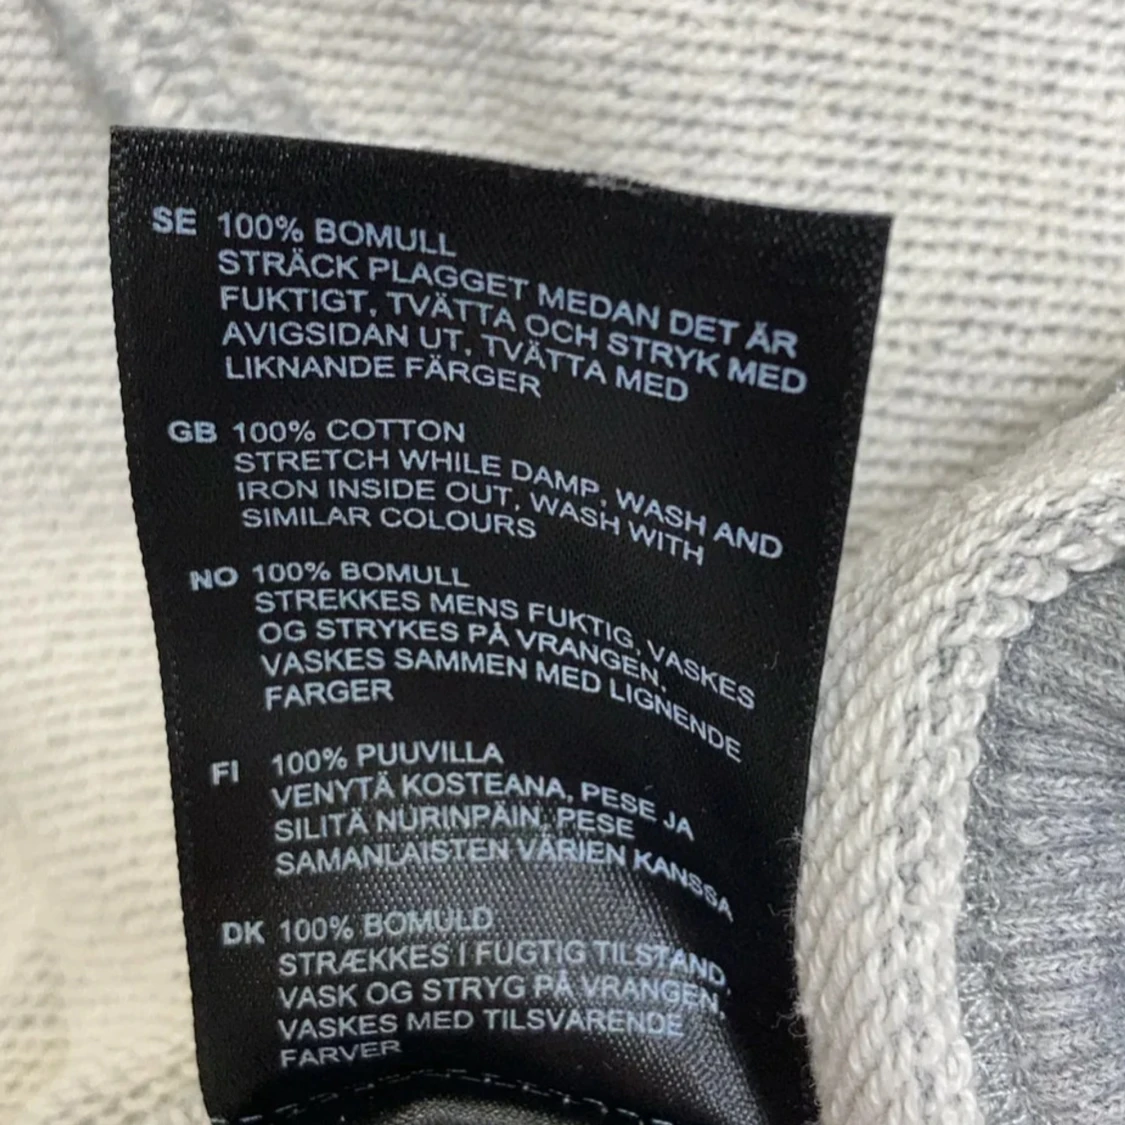 SE 100% BOMULL
STRÄCK PLAGGET MEDAN DET ÄR
FUKTIGT, TVÄTTA OCH STRYK MED
AVIGSIDAN UT, TVÄTTA MED
LIKNANDE FÄRGER
GB 100% COTTON
STRETCH WHILE DAMP, WASH AND
IRON INSIDE OUT, WASH WITH
SIMILAR COLOURS
NO 100% BOMULL
STREKKES MENS FUKTIG, VASKES
OG STRYKES PÅ VRANGEN,
VASKES SAMMEN MED LIGNENDE
FARGER
FI 100% PUUVILLA
VENYTÄ KOSTEANA, PESE JA
SILITÄ NURINPÄIN, PESE
SAMANLAISTEN VÄRIEN KANSSA
DK 100% BOMULD
STRÆKKES I FUGTIG TILSTAND,
VASK OG STRYG PÅ VRANGEN,
VASKES MED TILSVARENDE
FARVER